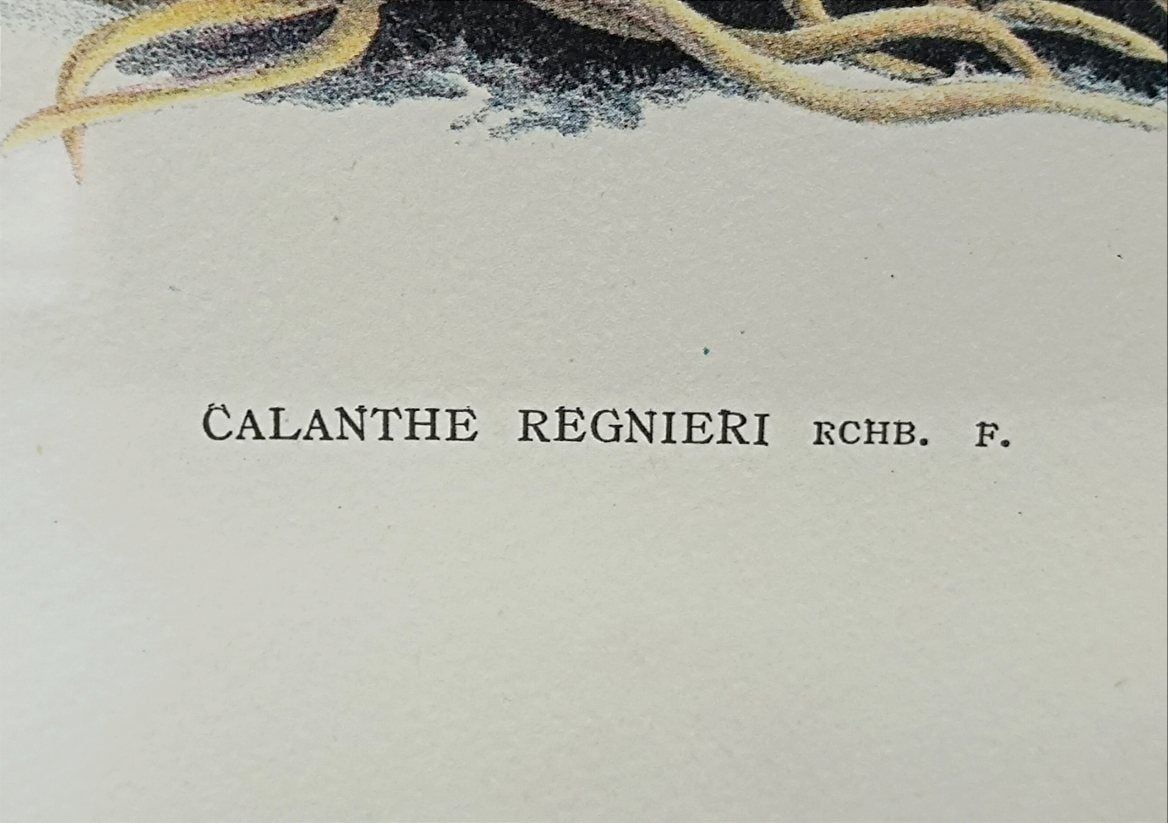 CALANTHE REGNIERI RCHB. F.